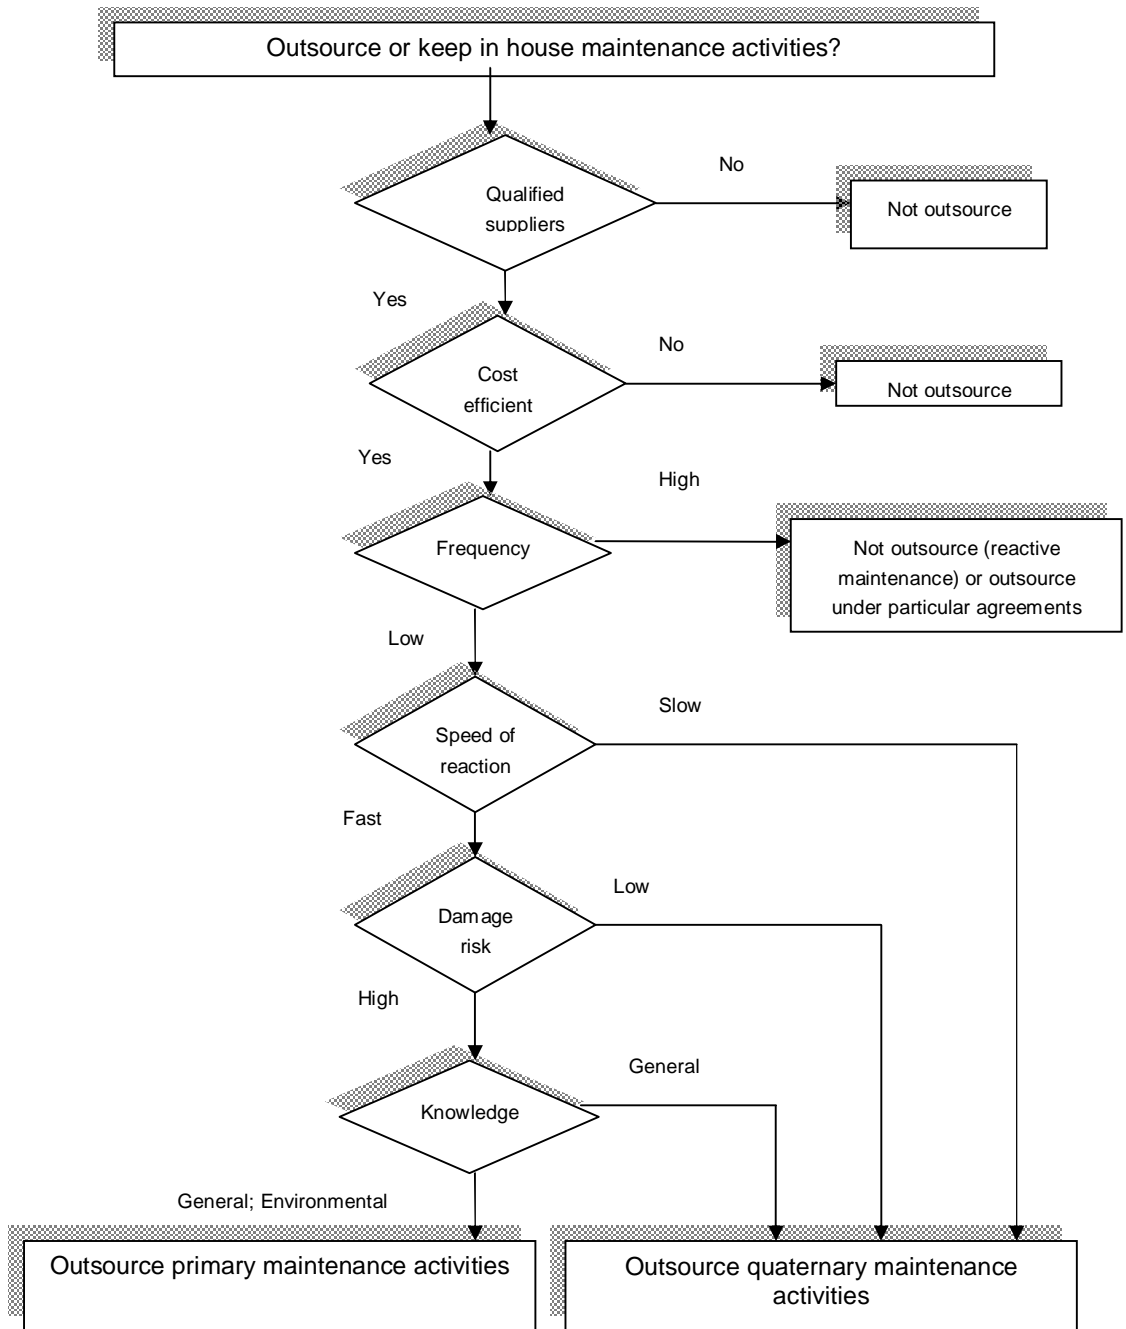 Outsource or keep in house maintenance activities?
No
Qualified
suppliers
Not outsource
Yes
No
Cost
efficient
Not outsource
Yes
High
Frequency
Not outsource (reactive
maintenance) or outsource
under particular agreements
Low
Slow
Speed of
reaction
Fast
Low
Damage
risk
High
General
Knowledge
General; Environmental
Outsource primary maintenance activities
Outsource quaternary maintenance
activities